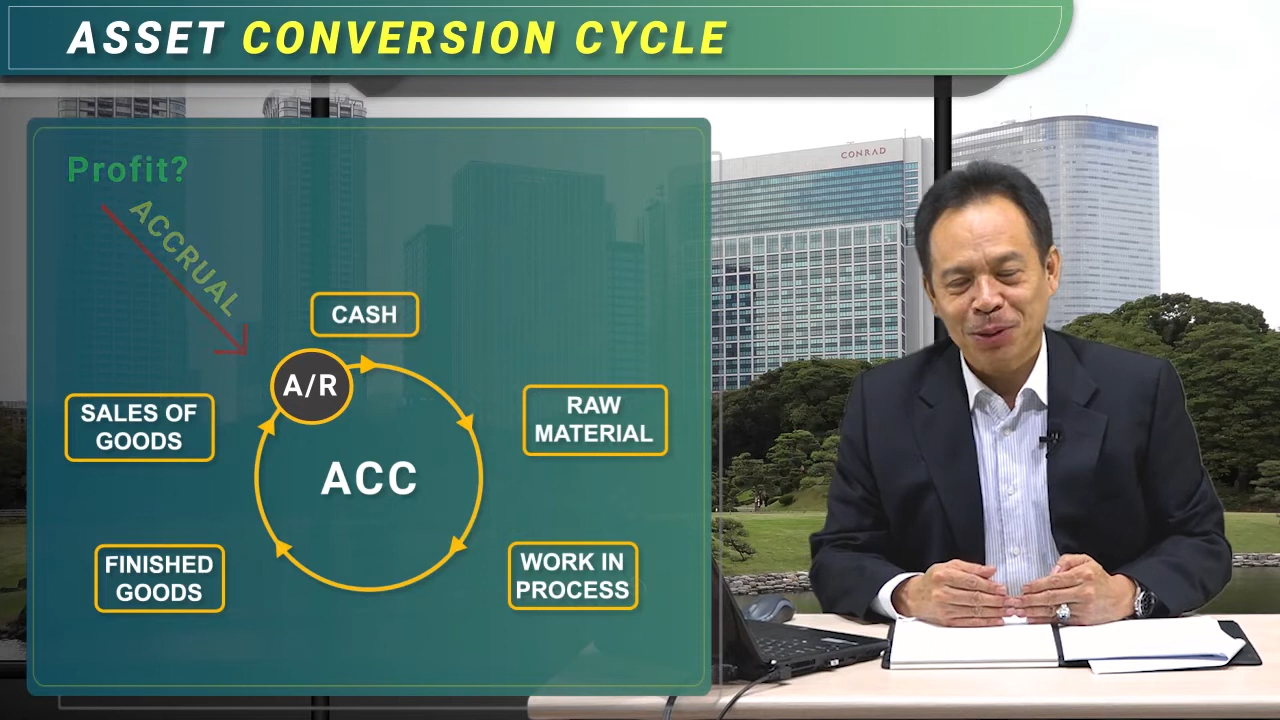 ASSET CONVERSION CYCLE
CONRAD
Profit?
ACCRUAL
CASH
A/R
SALES OF
GOODS
RAW
MATERIAL
ACC
FINISHED
GOODS
WORK IN
PROCESS